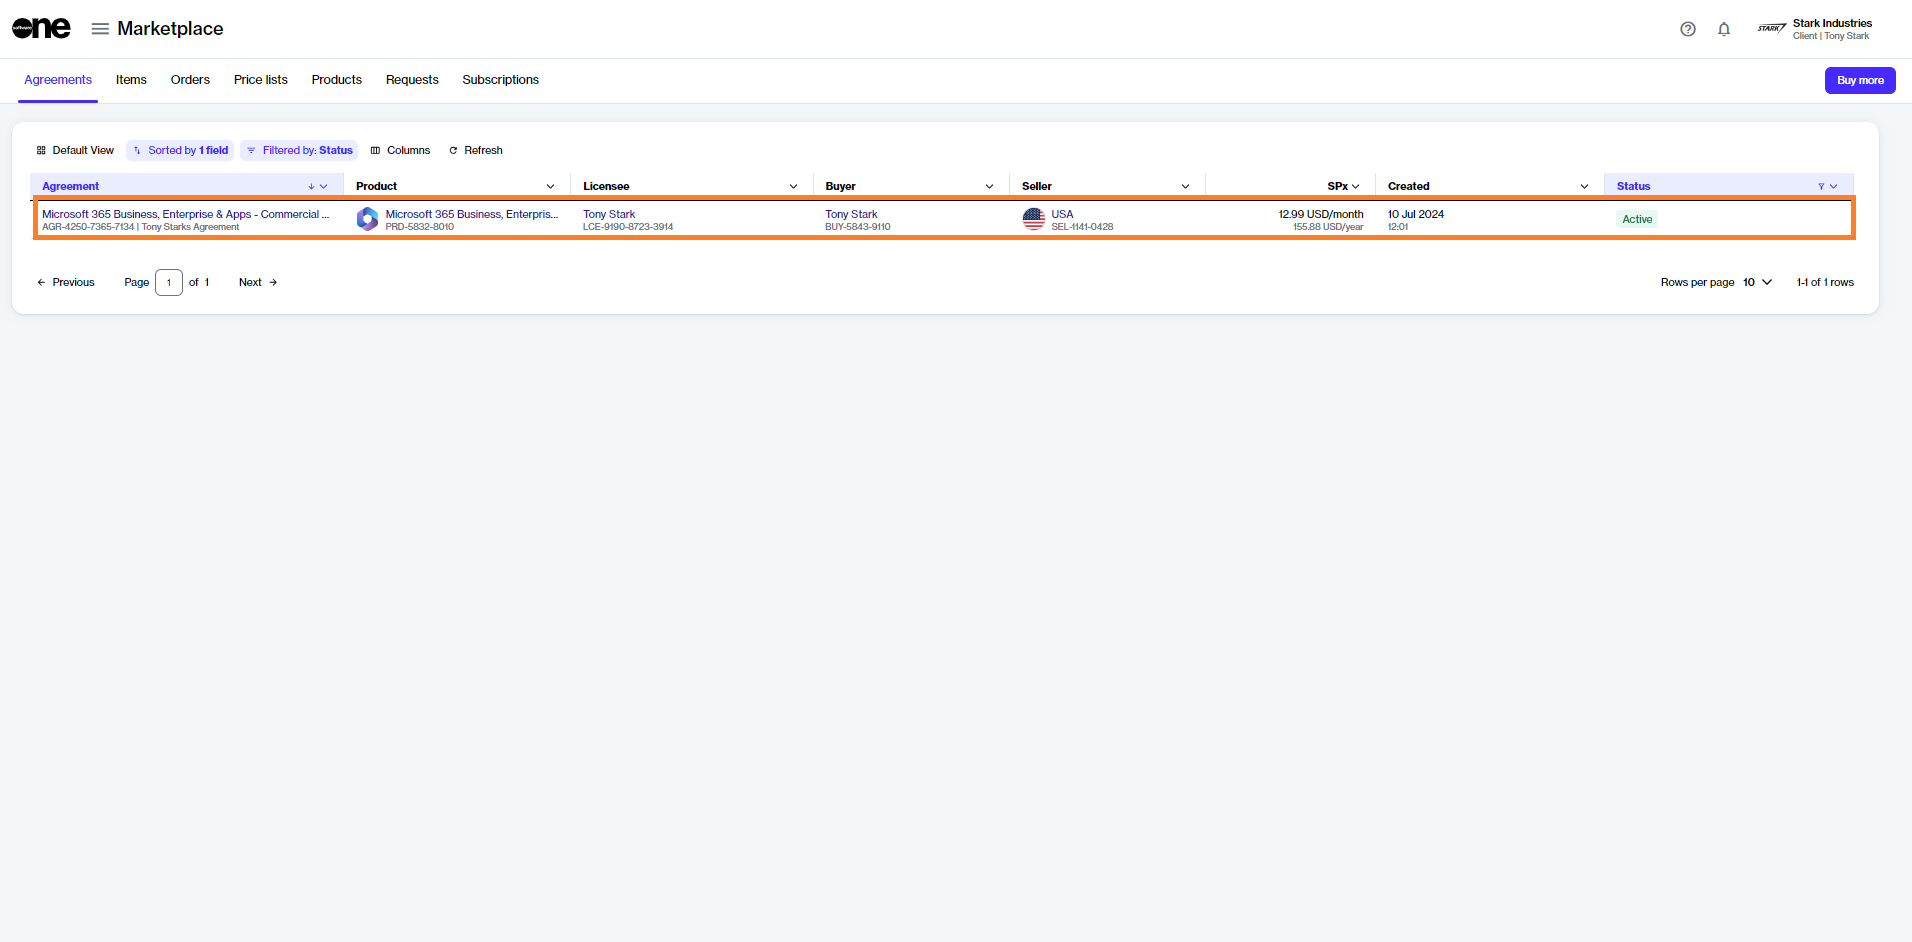 software one Marketplace
STARK Stark Industries
Client | Tony Stark
Agreements Items Orders Price lists Products Requests Subscriptions Buy more
Default View Sorted by 1 field Filtered by: Status Columns Refresh
Agreement Product Licensee Buyer Seller SPx Created Status
Microsoft 365 Business, Enterprise & Apps - Commercial ... Microsoft 365 Business, Enterpris... Tony Stark Tony Stark USA 12.99 USD/month 10 Jul 2024 Active
AGR-4250-7365-7134 | Tony Starks Agreement PRD-5832-8010 LCE-9190-8723-3914 BUY-5843-9110 SEL-1141-0428 155.88 USD/year 12:01
Previous Page 1 of 1 Next Rows per page 10 1-1 of 1 rows